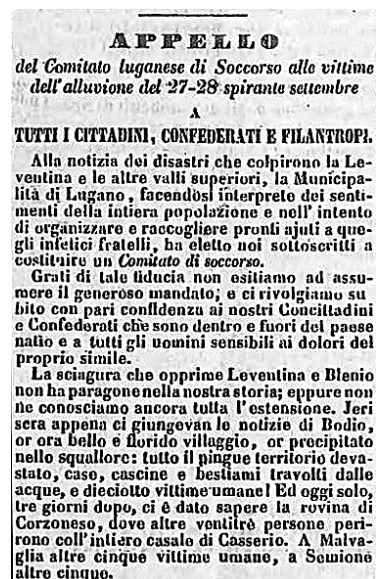 APPELLO
del Comitato luganese di Soccorso alle vittime
dell'alluvione del 27-28 spirante settembre
A
TUTTI I CITTADINI, CONFEDERATI E FILANTROPI.
Alla notizia dei disastri che colpirono la Le-
ventina e le altre valli superiori, la Municipa-
lità di Lugano, facendosi interprete dei senti-
menti della intiera popolazione e nell' intento
di organizzare e raccogliere pronti ajuti a que-
gli infelici fratelli, ha eletto noi sottoscritti a
costituire un Comitato di soccorso.
Grati di tale fiducia non esitiamo ad assu-
mere il generoso mandato, e ci rivolgiamo su
bito con pari confidenza ai nostri Concittadini
e Confederati che sono dentro e fuori del paese
natio e a tutti gli uomini sensibili ai dolori del
proprio simile.
La sciagura che opprime Leventina e Blenio
non ha paragone nella nostra storia; eppure non
ne conosciamo ancora tutta l'estensione. Jeri
sera appena ci giungevan le notizie di Bodio,
or ora bello e florido villaggio, or precipitato
nello squallore: tutto il pingue territorio deva-
stato, case, cascine e bestiami travolti dalle
acque, e dieciotto vittime umane! Ed oggi solo,
tre giorni dopo, ci è dato sapere la rovina di
Corzoneso, dove altre ventitrè persone peri-
rono coll'intiero casale di Casserio. A Malva-
glia altre cinque vittime umane, a Semione
altre cinque.